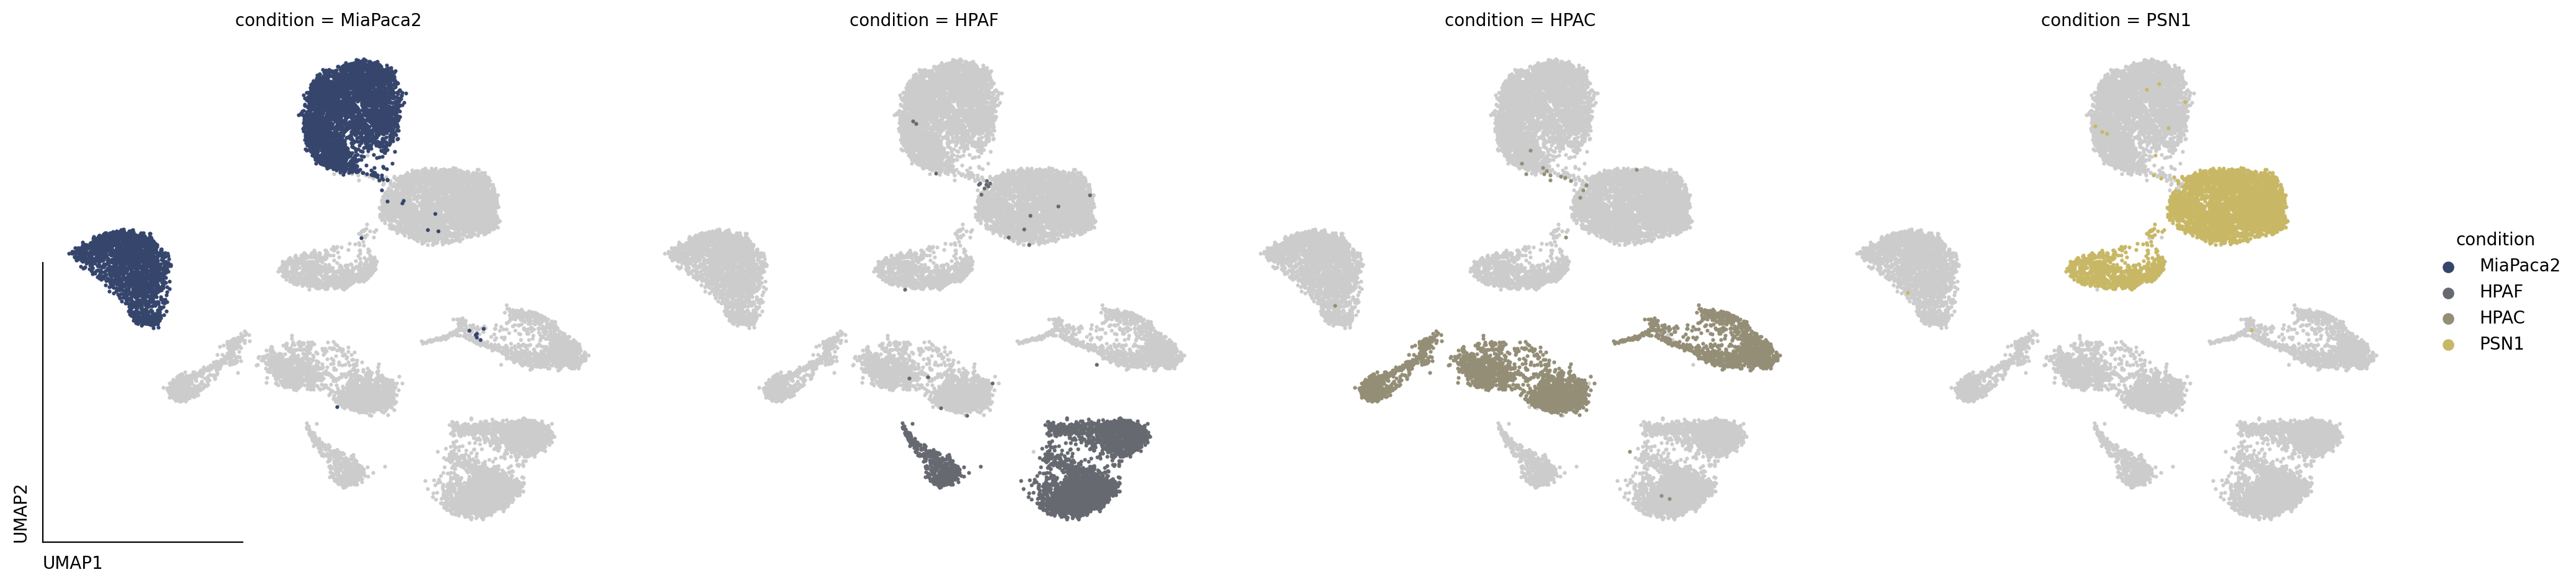 condition = MiaPaca2
condition = HPAF
condition = HPAC
condition = PSN1
condition
MiaPaca2
HPAF
HPAC
PSN1
UMAP2
UMAP1